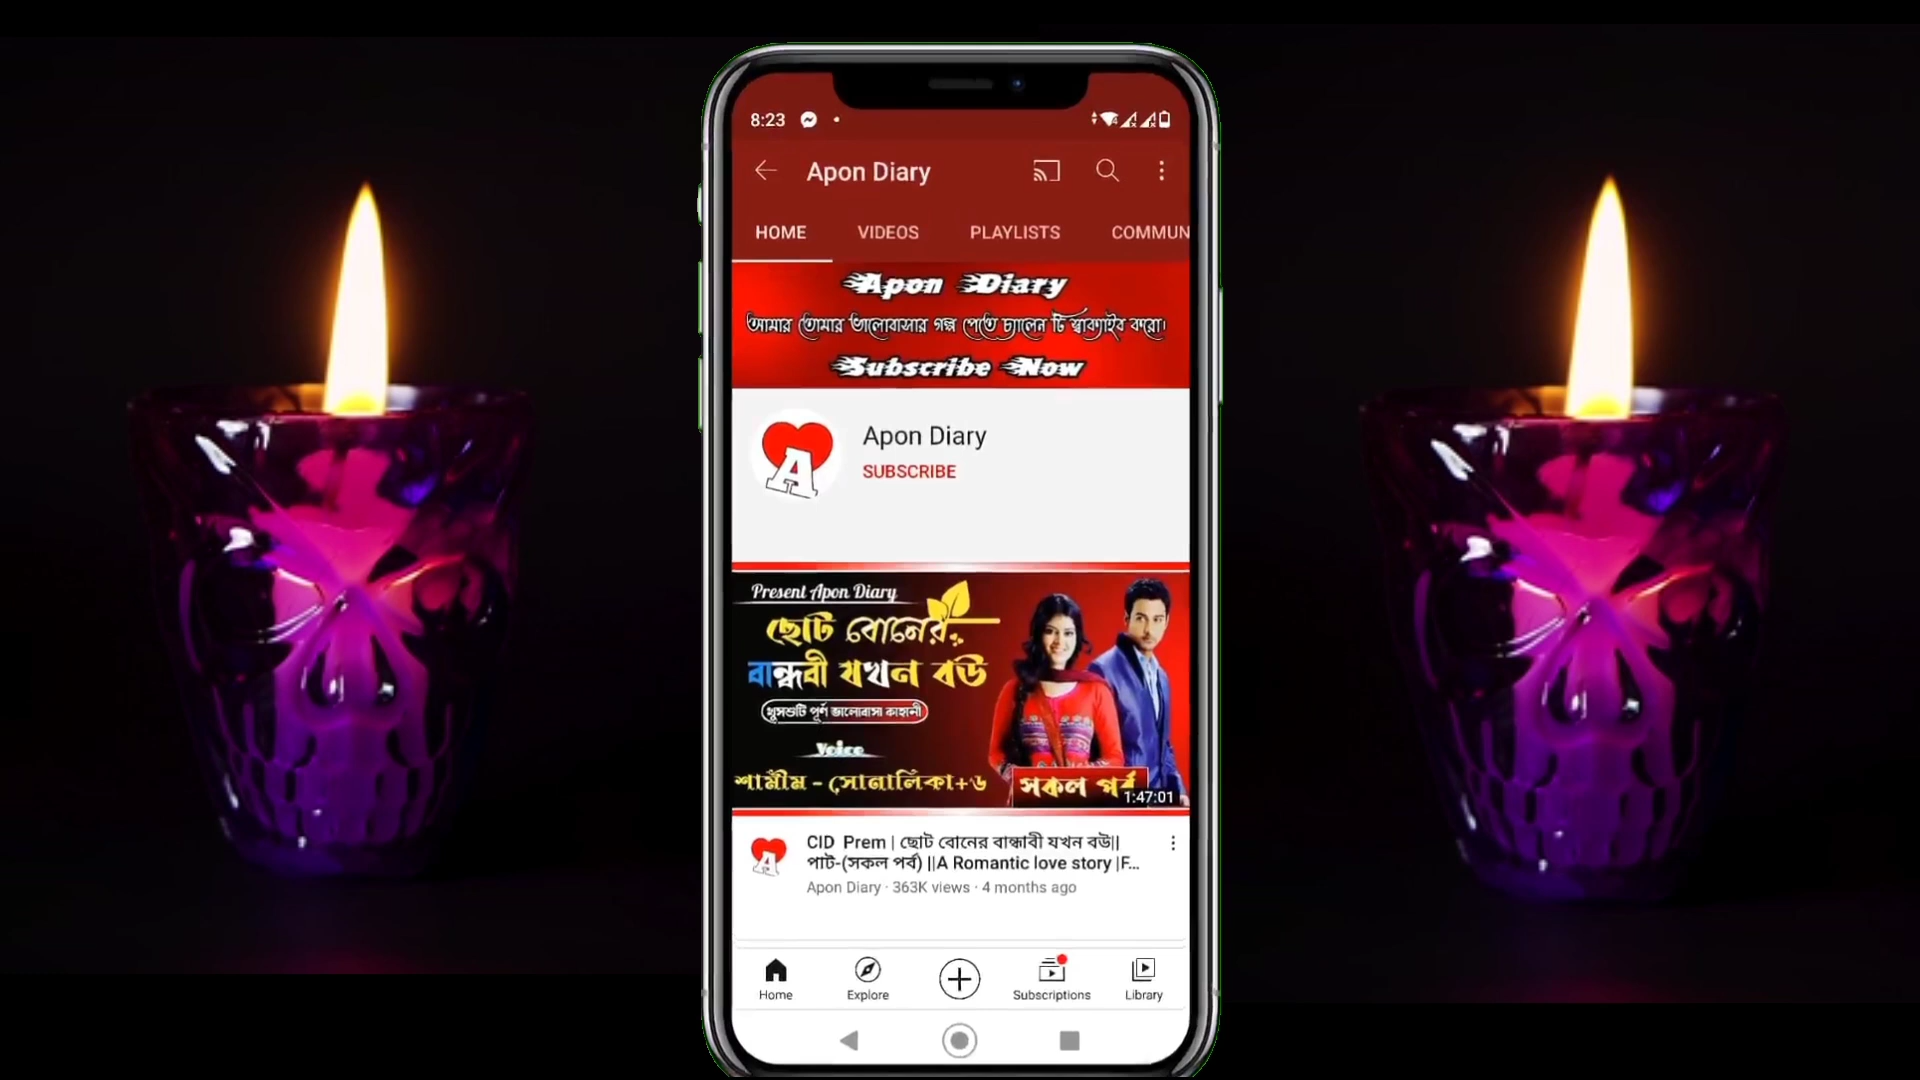 8:23
Apon Diary
HOME VIDEOS PLAYLISTS COMMUN
Apon Diary
আমার তোমার ভালোবাসার গল্প পেতে চ্যালেন টি স্বাবস্ক্রাইব করো।
Subscribe Now
Apon Diary
SUBSCRIBE
Present Apon Diary
ছোট বোনের..
বান্ধবী যখন বউ
খুনসুটি পূর্ণ ভালোবাসা কাহানী
Voice
শামীম - সোনালিকা+৬
সকল পর্ব
1:47:01
CID Prem | ছোট বোনের বান্ধাবী যখন বউ||
পাট-(সকল পর্ব) ||A Romantic love story |F...
Apon Diary · 363K views · 4 months ago
Home Explore Subscriptions Library